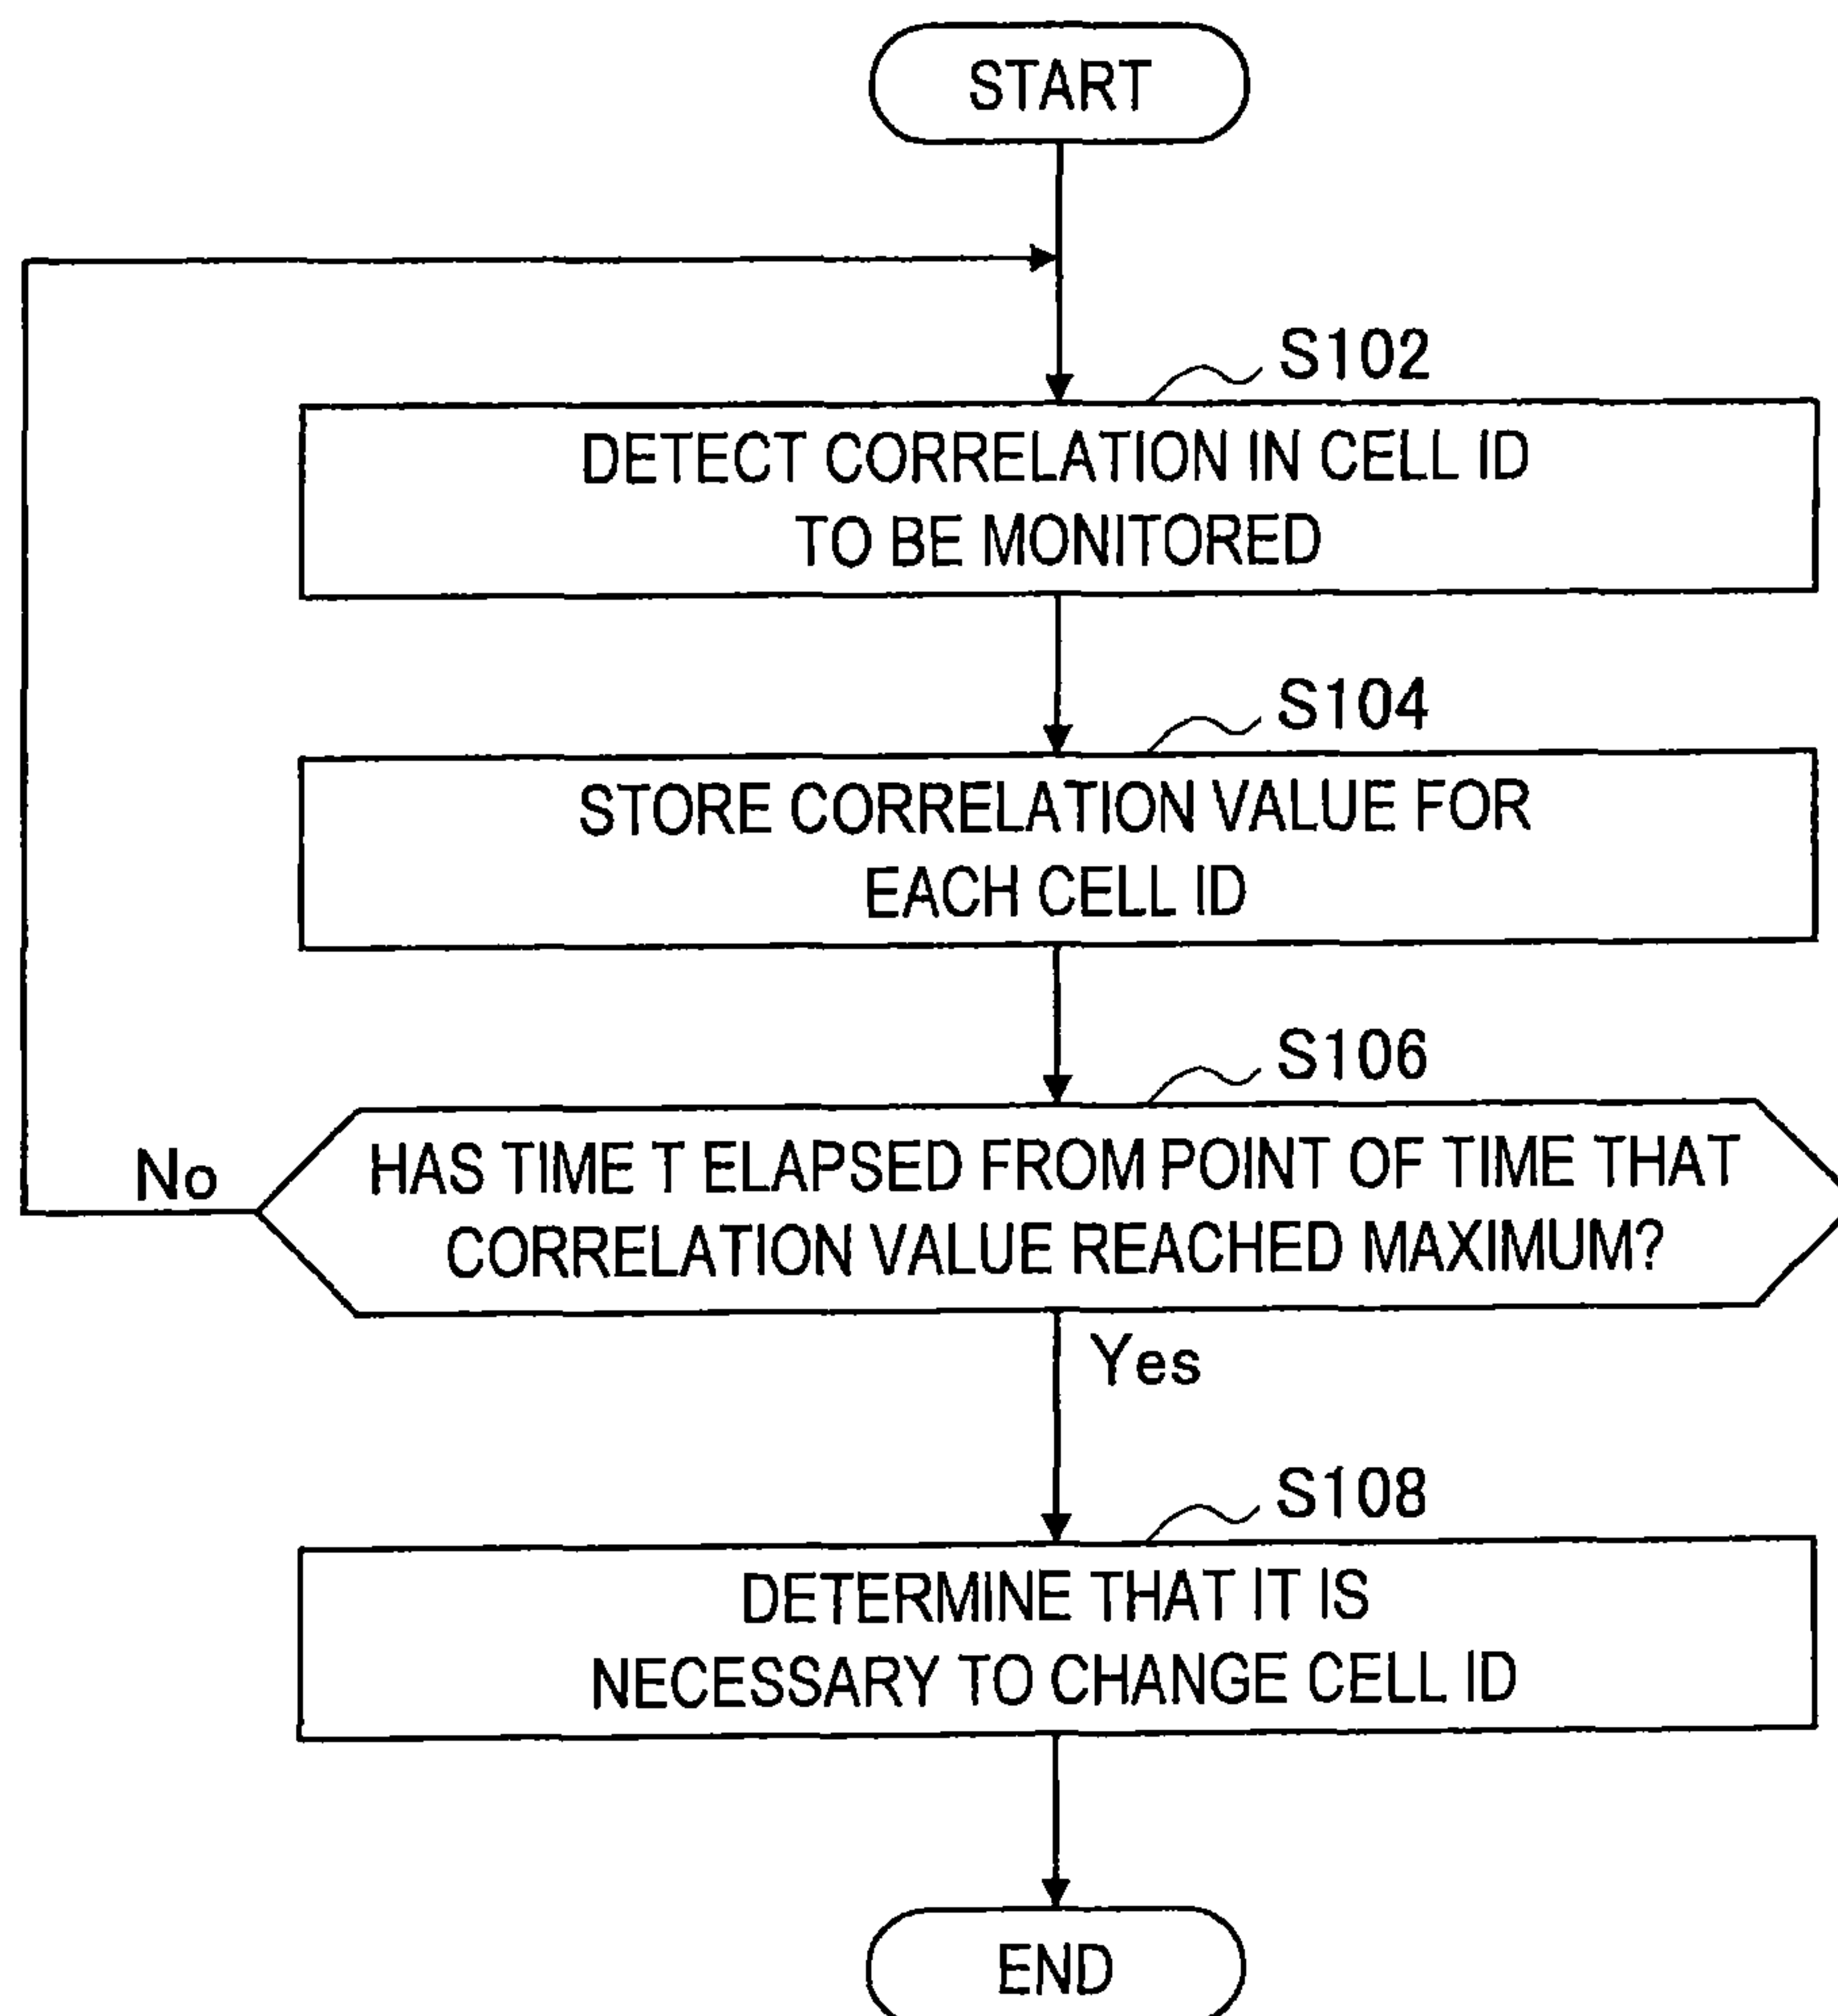 START
S102
DETECT CORRELATION IN CELL ID
TO BE MONITORED
S104
STORE CORRELATION VALUE FOR
EACH CELL ID
S106
HAS TIME T ELAPSED FROM POINT OF TIME THAT
CORRELATION VALUE REACHED MAXIMUM?
No
Yes
S108
DETERMINE THAT IT IS
NECESSARY TO CHANGE CELL ID
END